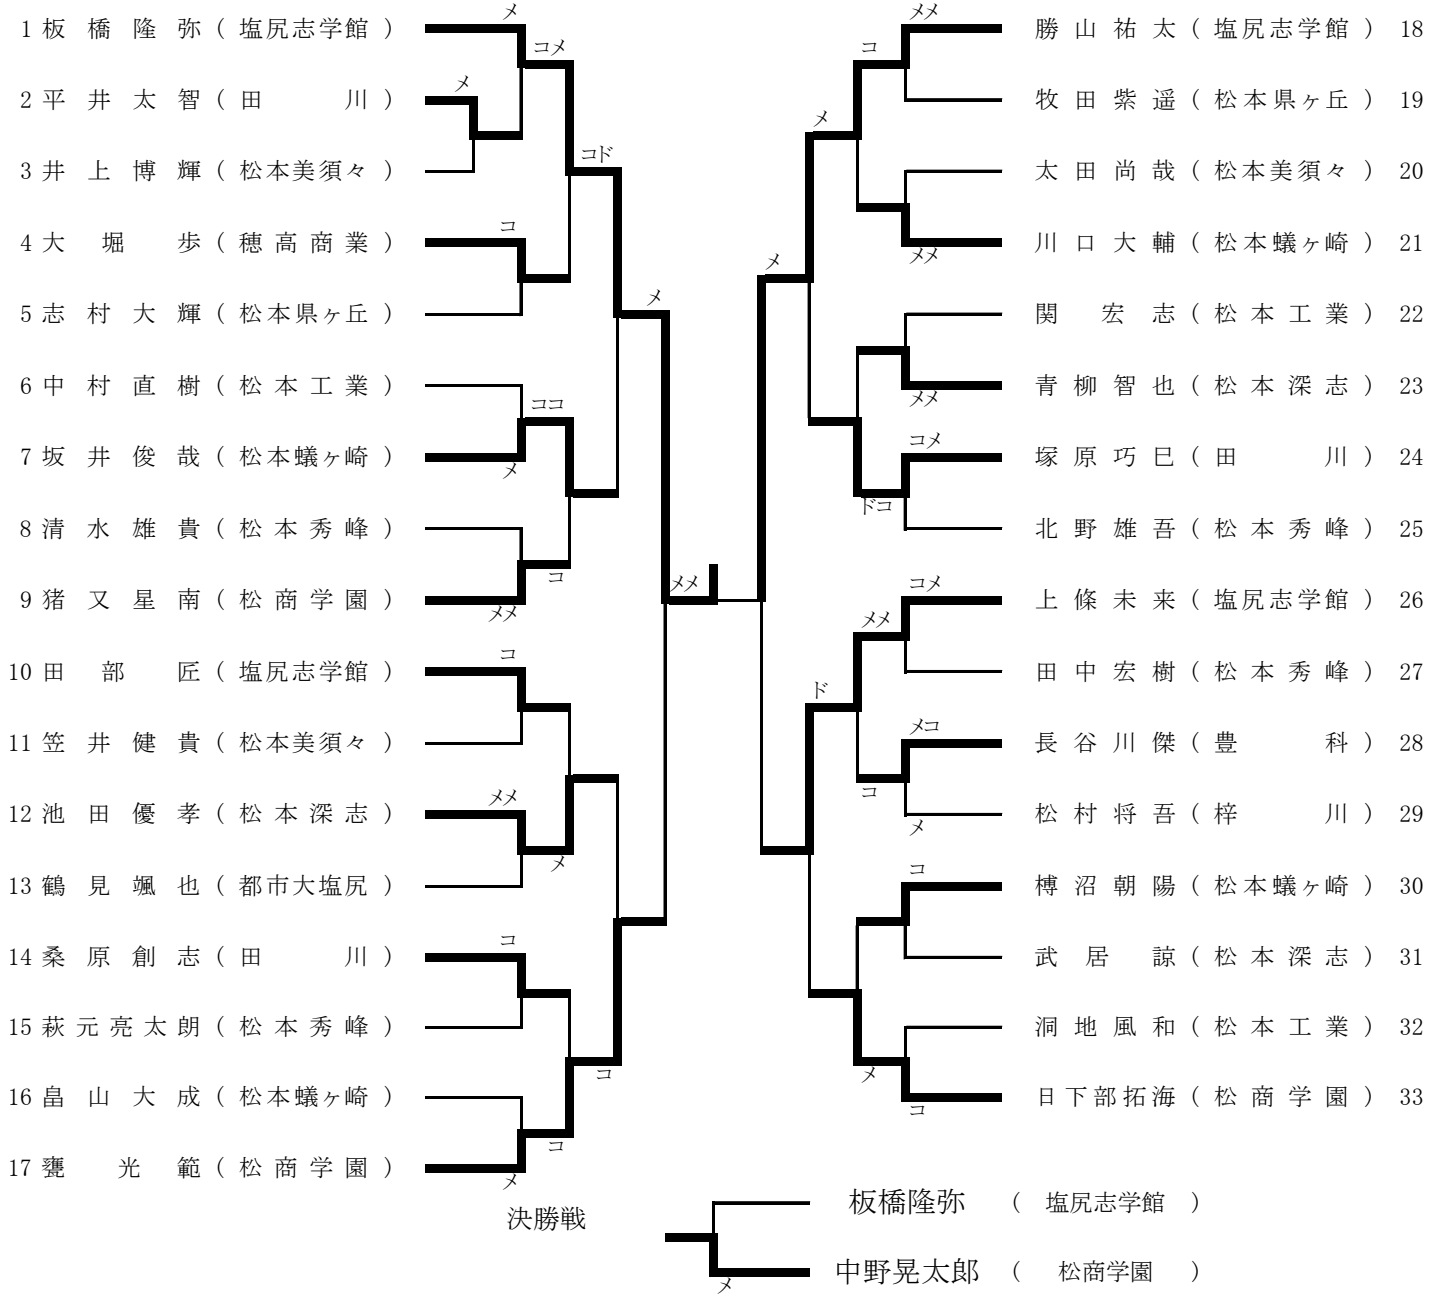 メ
1 板橋隆弥（塩尻志学館）
コメ
メ
2 平井太智（田川）
3 井上博輝（松本美須々）
コド
コ
4 大堀歩（穂高商業）
5 志村大輝（松本県ヶ丘）
メ
6 中村直樹（松本工業）
ココ
7 坂井俊哉（松本蟻ヶ崎）
メ
8 清水雄貴（松本秀峰）
コ
9 猪又星南（松商学園）
メメ
メメ
コ
10 田部匠（塩尻志学館）
11 笠井健貴（松本美須々）
メメ
12 池田優孝（松本深志）
メ
13 鶴見颯也（都市大塩尻）
コ
14 桑原創志（田川）
15 萩元亮太朗（松本秀峰）
コ
16 畠山大成（松本蟻ヶ崎）
コ
17 甕光範（松商学園）
メ
メメ
勝山祐太（塩尻志学館） 18
コ
牧田紫遥（松本県ヶ丘） 19
メ
太田尚哉（松本美須々） 20
川口大輔（松本蟻ヶ崎） 21
メメ
メ
関宏志（松本工業） 22
青柳智也（松本深志） 23
メメ
コメ
塚原巧巳（田川） 24
ドコ
北野雄吾（松本秀峰） 25
コメ
上條未来（塩尻志学館） 26
メメ
田中宏樹（松本秀峰） 27
ド
メコ
長谷川傑（豊科） 28
コ
松村将吾（梓川） 29
メ
コ
榑沼朝陽（松本蟻ヶ崎） 30
武居諒（松本深志） 31
洞地風和（松本工業） 32
メ
日下部拓海（松商学園） 33
コ
決勝戦
板橋隆弥（塩尻志学館）
中野晃太郎（松商学園）
メ